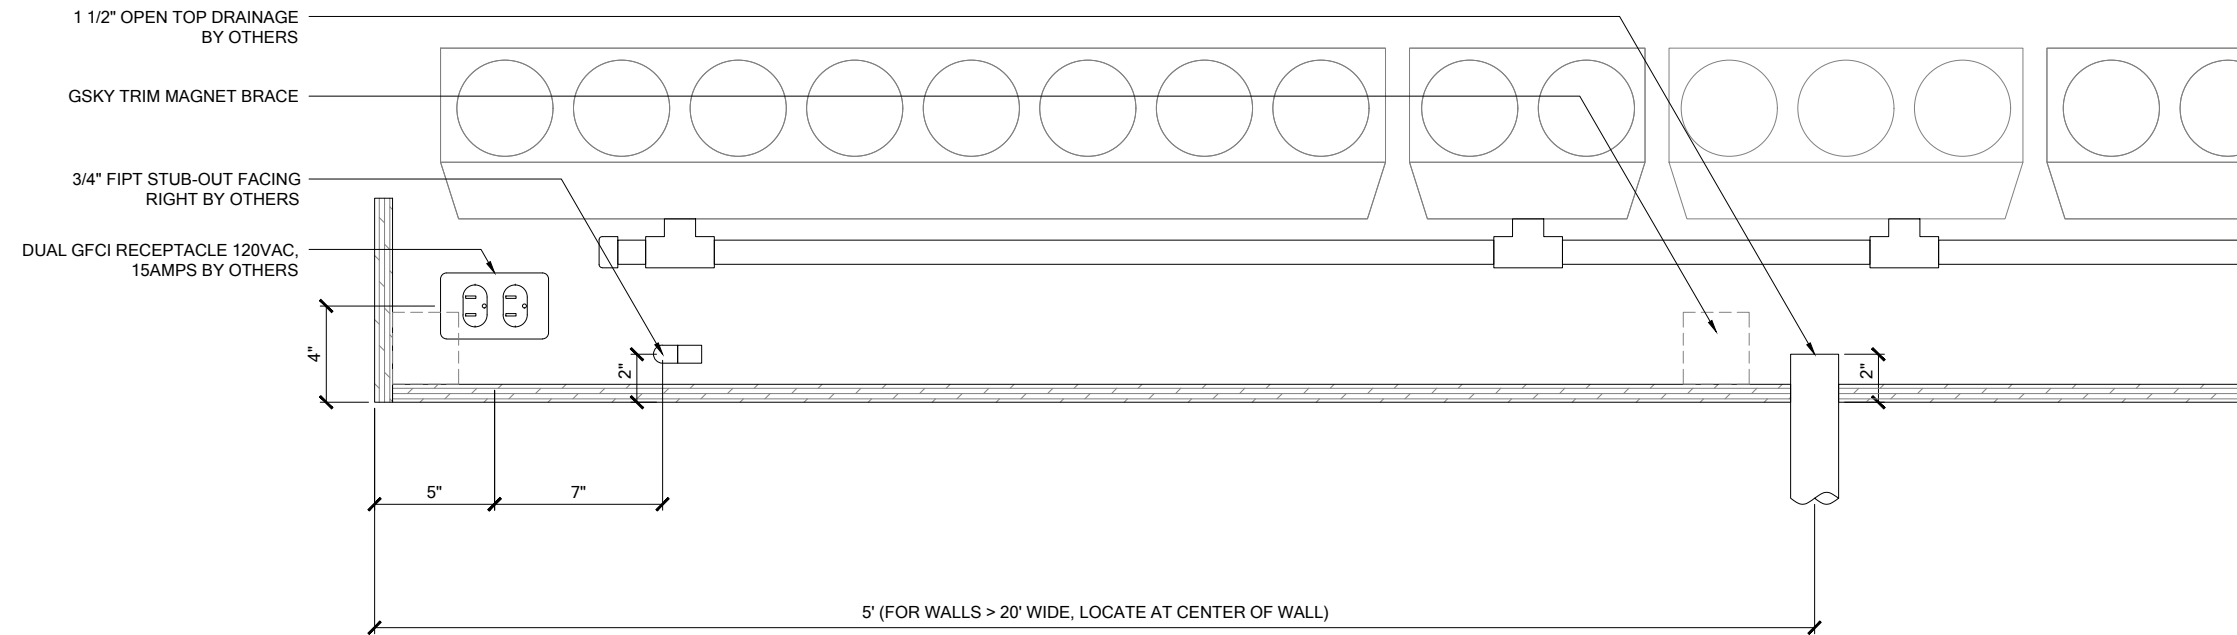 1 1/2" OPEN TOP DRAINAGE
BY OTHERS
GSKY TRIM MAGNET BRACE
3/4" FIPT STUB-OUT FACING
RIGHT BY OTHERS
DUAL GFCI RECEPTACLE 120VAC,
15AMPS BY OTHERS
4"
2"
2"
5"
7"
5' (FOR WALLS > 20' WIDE, LOCATE AT CENTER OF WALL)